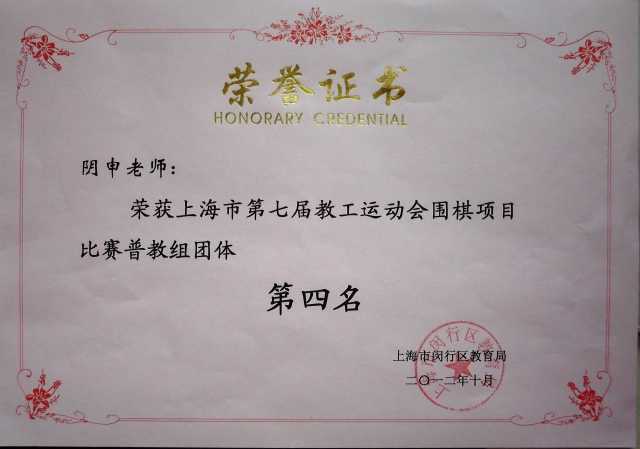 荣誉证书
HONORARY CREDENTIAL
阴申老师：
荣获上海市第七届教工运动会围棋项目
比赛普教组团体
第四名
上海市闵行区教育局
二〇一二年十月